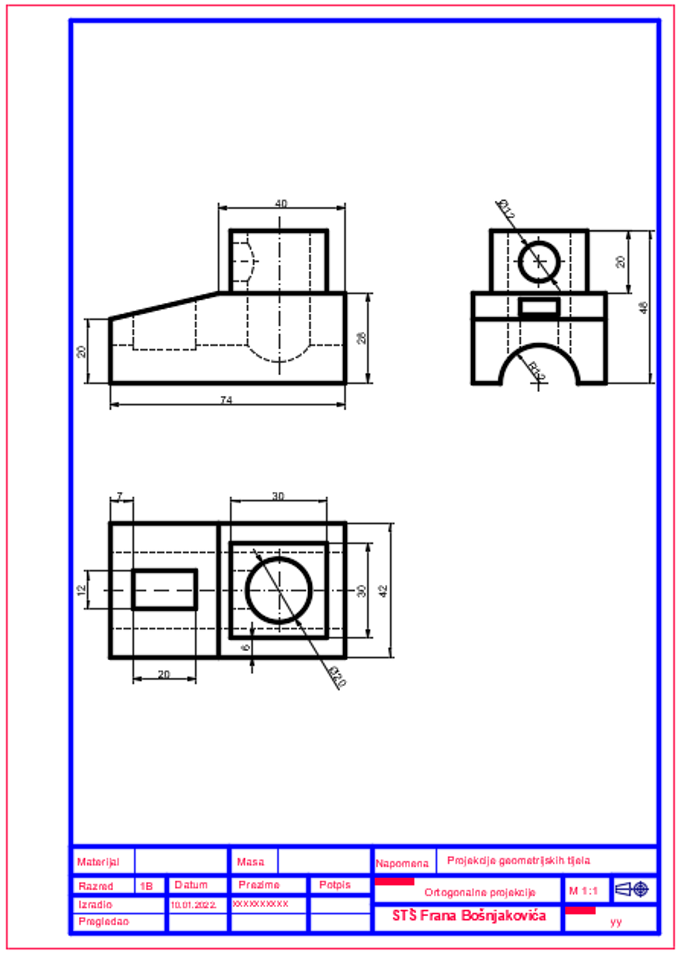 40
Ø12
20
48
20
28
R12
74
7
30
12
30
42
6
20
Ø20
Materijal Masa Napomena Projekcije geometrijskih tijela
Razred 1B Datum Prezime Potpis Ortogonalne projekcije M 1:1
Izradio 10.01.2022. XXXXXXXXXX STŠ Frana Bošnjakovića
Pregledao yy